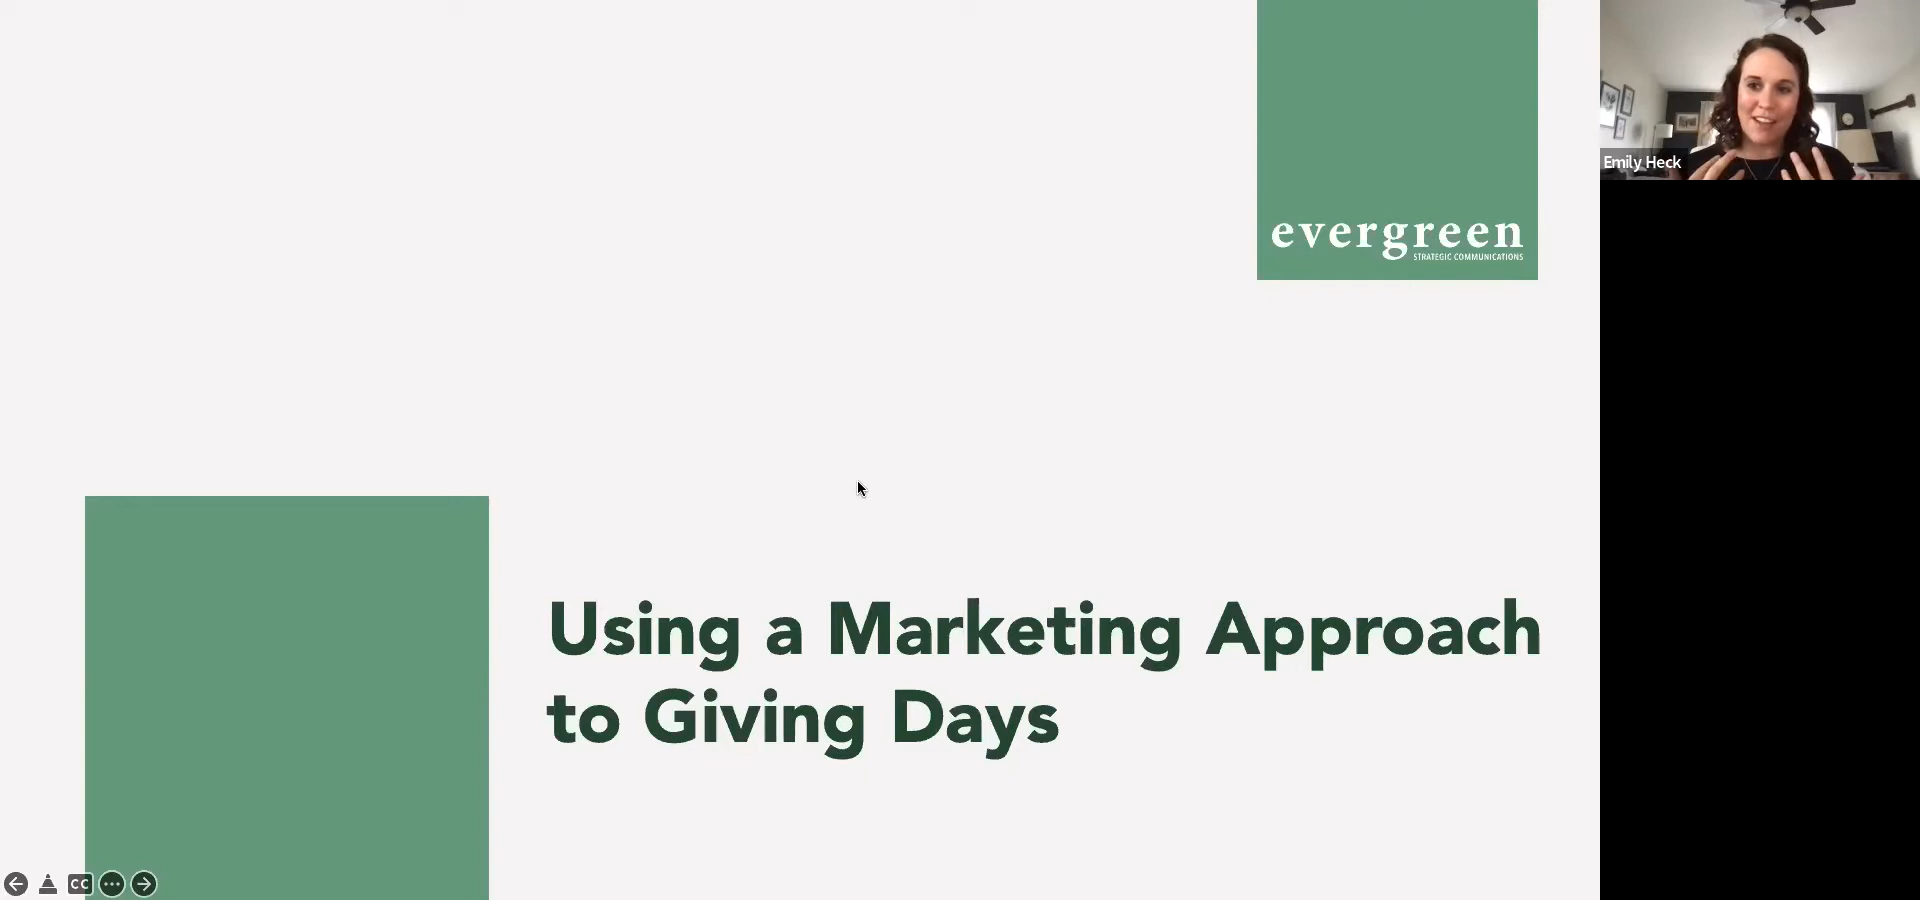 evergreen
STRATEGIC COMMUNICATIONS
Emily Heck
Using a Marketing Approach
to Giving Days
CC